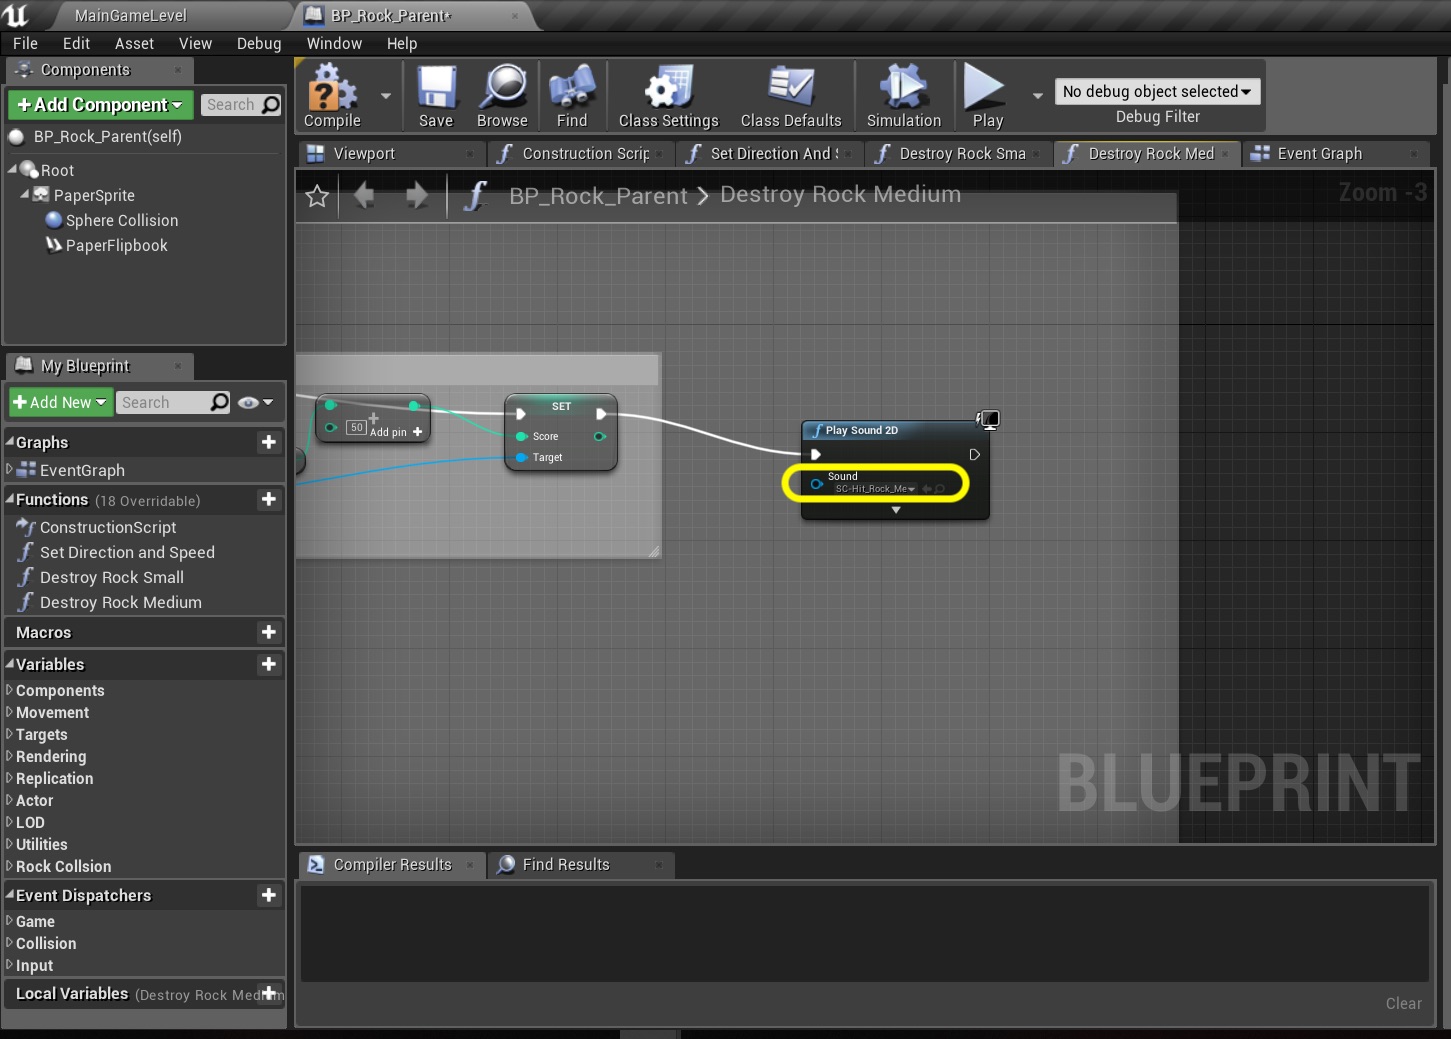 MainGameLevel
BP_Rock_Parent*
File Edit Asset View Debug Window Help
Components
+Add Component
Search
BP_Rock_Parent(self)
Root
PaperSprite
Sphere Collision
PaperFlipbook
My Blueprint
+Add New
Search
Graphs
EventGraph
Functions (18 Overridable)
ConstructionScript
Set Direction and Speed
Destroy Rock Small
Destroy Rock Medium
Macros
Variables
Components
Movement
Targets
Rendering
Replication
Actor
LOD
Utilities
Rock Collsion
Event Dispatchers
Game
Collision
Input
Local Variables (Destroy Rock Medium
Compile
Save
Browse
Find
Class Settings
Class Defaults
Simulation
Play
No debug object selected
Debug Filter
Viewport
Construction Scrip
Set Direction And S
Destroy Rock Sma
Destroy Rock Med
Event Graph
BP_Rock_Parent > Destroy Rock Medium
Zoom -3
50
Add pin +
SET
Score
Target
Play Sound 2D
Sound
SC-Hit_Rock_Me
BLUEPRINT
Compiler Results
Find Results
Clear